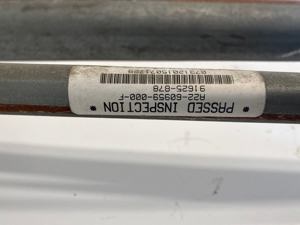 * PASSED INSPECTION *
A22-60959-000-F
91625-878